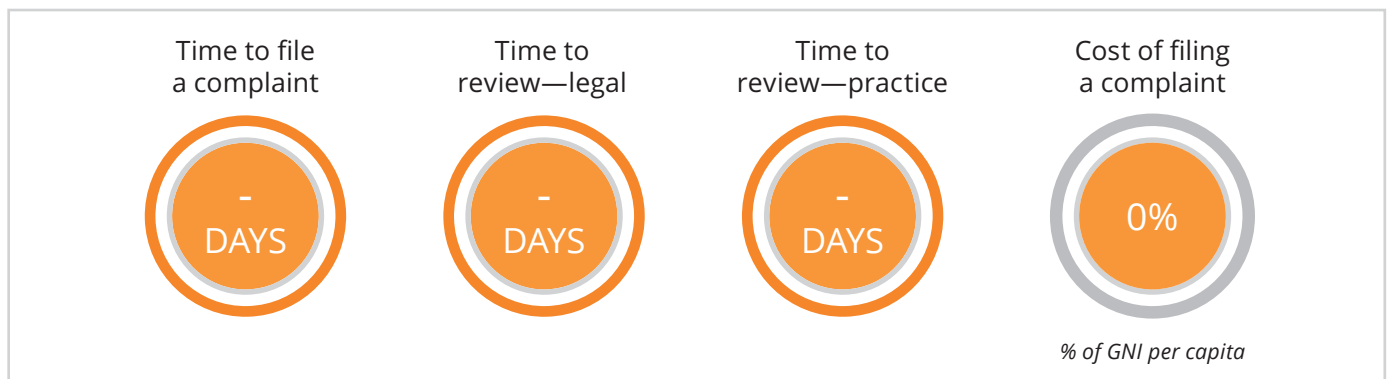 Time to file
a complaint
-
DAYS
Time to
review—legal
-
DAYS
Time to
review—practice
-
DAYS
Cost of filing
a complaint
0%
% of GNI per capita